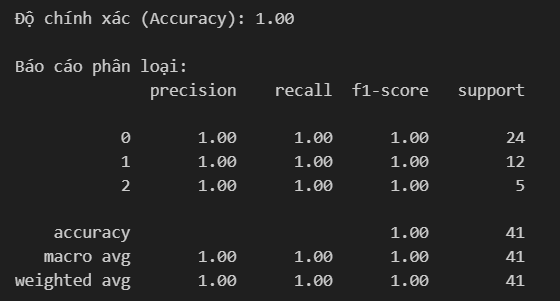 Độ chính xác (Accuracy): 1.00
Báo cáo phân loại:
precision recall f1-score support
0 1.00 1.00 1.00 24
1 1.00 1.00 1.00 12
2 1.00 1.00 1.00 5
accuracy 1.00 41
macro avg 1.00 1.00 1.00 41
weighted avg 1.00 1.00 1.00 41